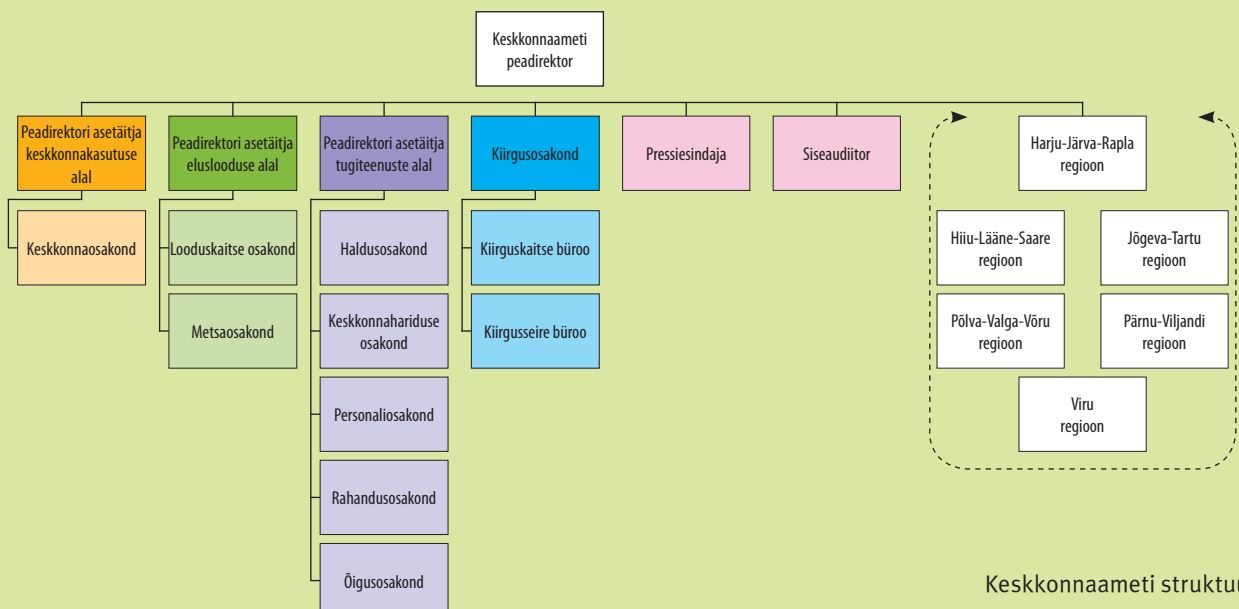 Keskkonnaameti
peadirektor
Peadirektori asetäitja
keskkonnakasutuse
alal
Peadirektori asetäitja
eluslooduse alal
Peadirektori asetäitja
tugiteenuste alal
Kiirgusosakond
Pressiesindaja
Siseaudiitor
Harju-Järva-Rapla
regioon
Keskkonnaosakond
Looduskaitse osakond
Haldusosakond
Kiirguskaitse büroo
Hiiu-Lääne-Saare
regioon
Jõgeva-Tartu
regioon
Metsaosakond
Keskkonnahariduse
osakond
Kiirgusseire büroo
Põlva-Valga-Võru
regioon
Pärnu-Viljandi
regioon
Personaliosakond
Viru
regioon
Rahandusosakond
Õigusosakond
Keskkonnaameti